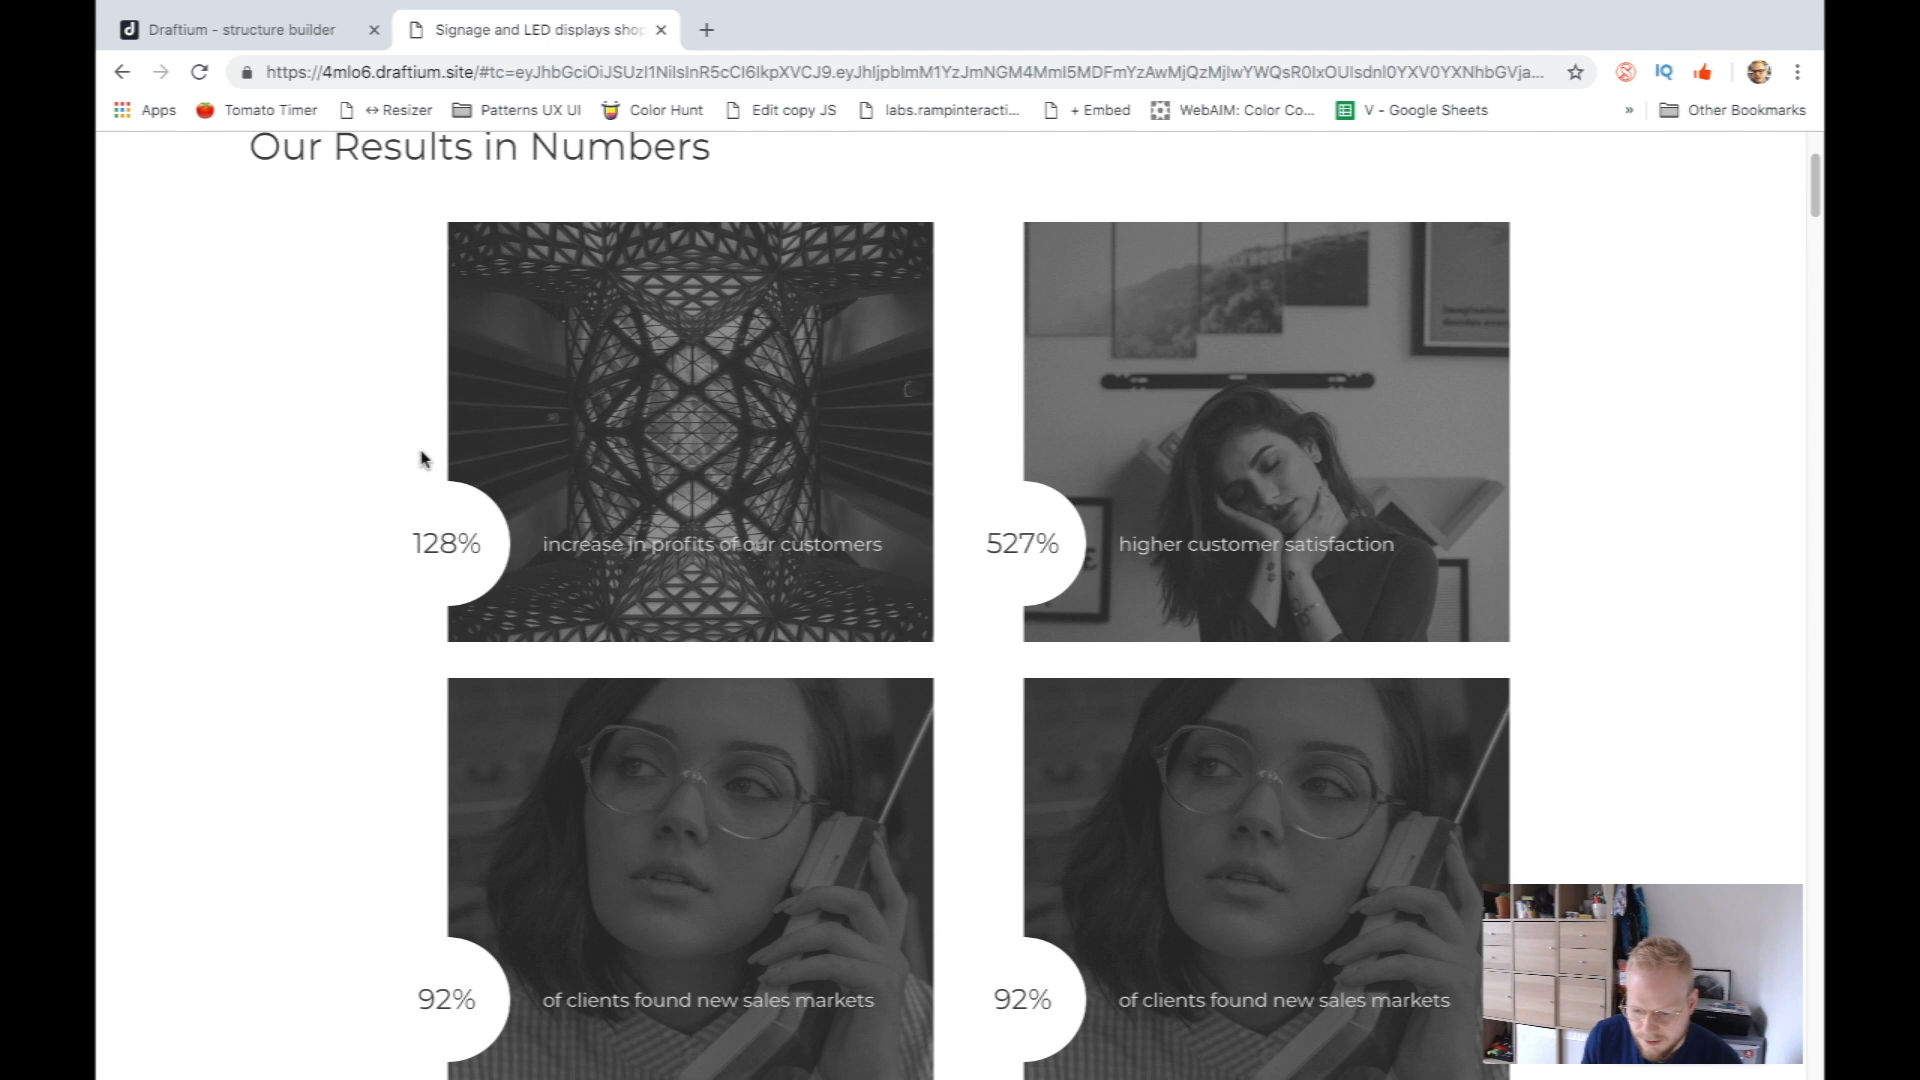 Draftium - structure builder
Signage and LED displays shop
https://4mlo6.draftium.site/#tc=
Apps
Tomato Timer
↔ Resizer
Patterns UX UI
Color Hunt
Edit copy JS
labs.rampinteracti...
+ Embed
WebAIM: Color Co...
V - Google Sheets
»
Other Bookmarks
IQ
Our Results in Numbers
128%
increase in profits of our customers
527%
higher customer satisfaction
92%
of clients found new sales markets
92%
of clients found new sales markets